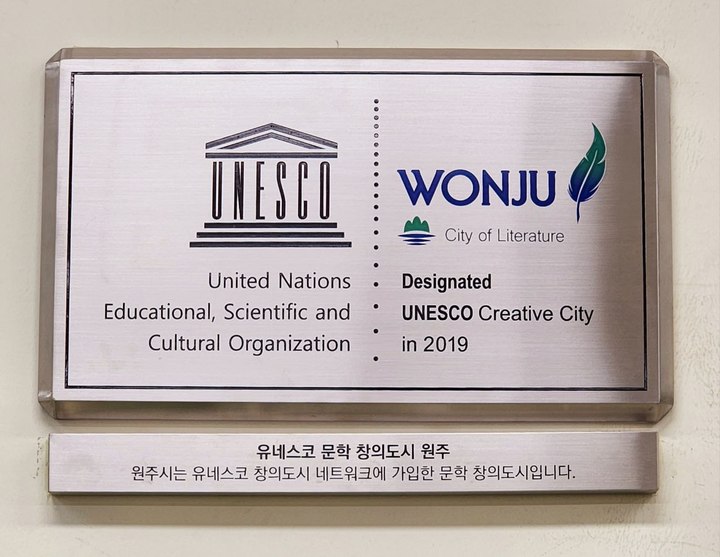 UNESCO
United Nations
Educational, Scientific and
Cultural Organization
WONJU
City of Literature
Designated
UNESCO Creative City
in 2019
유네스코 문학 창의도시 원주
원주시는 유네스코 창의도시 네트워크에 가입한 문학 창의도시입니다.